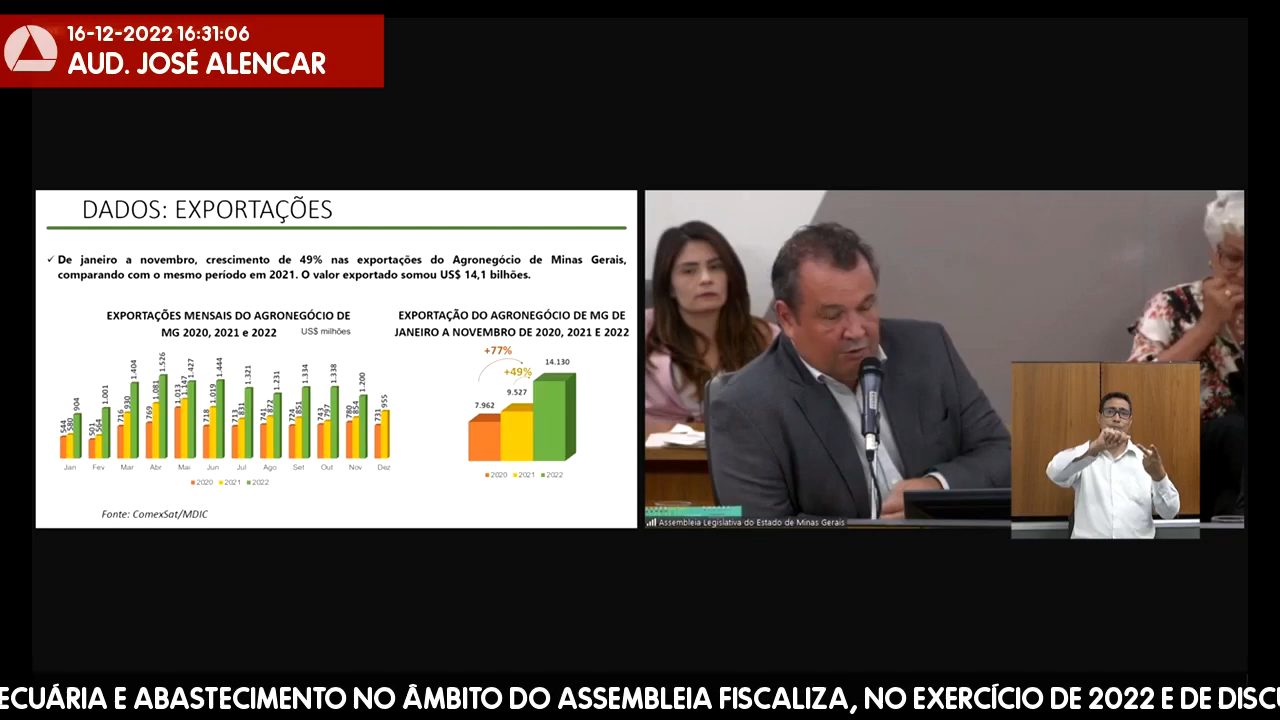 16-12-2022 16:31:06
AUD. JOSÉ ALENCAR
DADOS: EXPORTAÇÕES
✓ De janeiro a novembro, crescimento de 49% nas exportações do Agronegócio de Minas Gerais,
comparando com o mesmo período em 2021. O valor exportado somou US$ 14,1 bilhões.
EXPORTAÇÕES MENSAIS DO AGRONEGÓCIO DE
MG 2020, 2021 e 2022 US$ milhões
544 580 904
501 564 1.001
716 930 1.404
769 1.081 1.526
1.013 1.147 1.427
718 1.019 1.444
713 831 1.321
741 872 1.231
774 851 1.334
743 797 1.338
780 854 1.200
731 955
Jan Fev Mar Abr Mai Jun Jul Ago Set Out Nov Dez
2020 2021 2022
EXPORTAÇÃO DO AGRONEGÓCIO DE MG DE
JANEIRO A NOVEMBRO DE 2020, 2021 E 2022
+77%
+49%
7.962 9.527 14.130
2020 2021 2022
Fonte: ComexSat/MDIC
Assembleia Legislativa do Estado de Minas Gerais
ECUÁRIA E ABASTECIMENTO NO ÂMBITO DO ASSEMBLEIA FISCALIZA, NO EXERCÍCIO DE 2022 E DE DISC